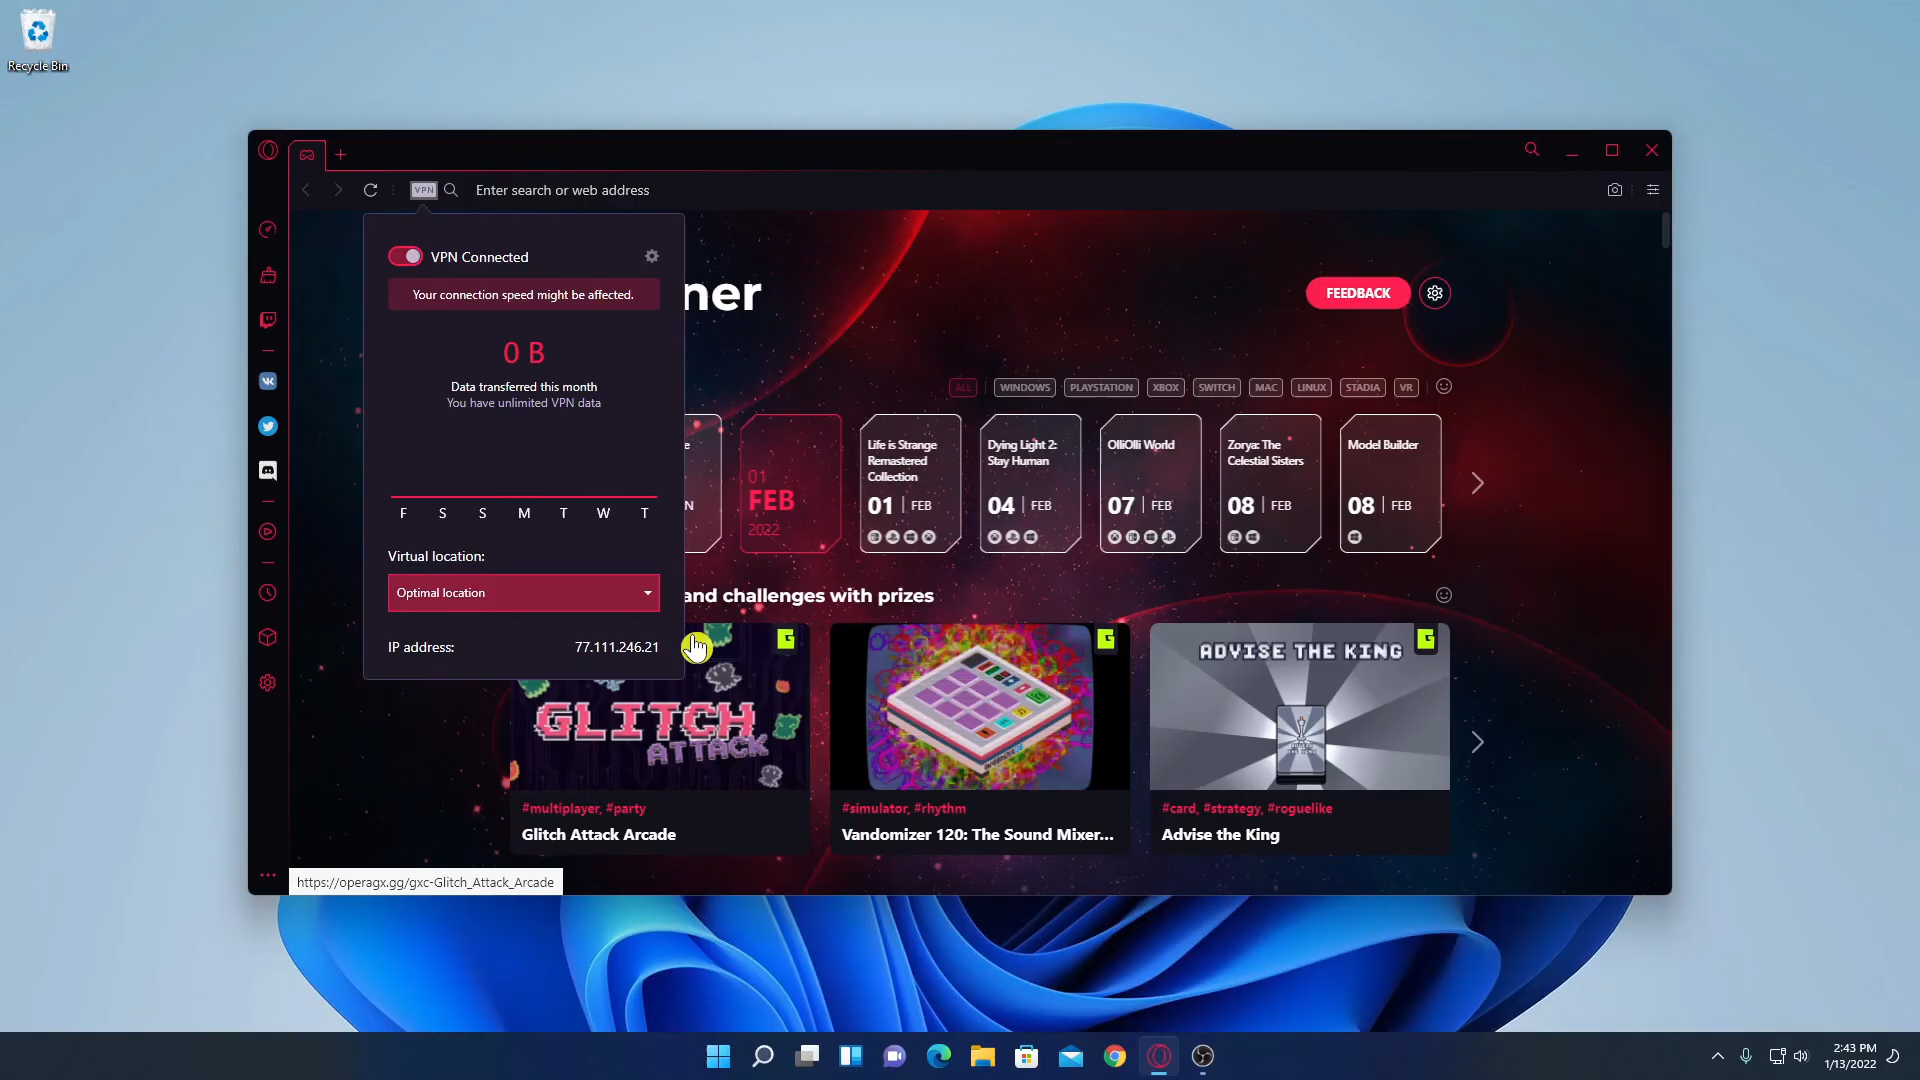 Recycle Bin
VPN
Enter search or web address
VPN Connected
Your connection speed might be affected.
0 B
Data transferred this month
You have unlimited VPN data
F S S M T W T
Virtual location:
Optimal location
IP address: 77.111.246.21
ner
FEEDBACK
ALL WINDOWS PLAYSTATION XBOX SWITCH MAC LINUX STADIA VR
e
N
01
FEB
2022
Life is Strange
Remastered
Collection
01 | FEB
Dying Light 2:
Stay Human
04 | FEB
OlliOlli World
07 | FEB
Zorya: The
Celestial Sisters
08 | FEB
Model Builder
08 | FEB
and challenges with prizes
GLITCH
ATTACK
ADVISE THE KING
#multiplayer, #party
Glitch Attack Arcade
#simulator, #rhythm
Vandomizer 120: The Sound Mixer...
#card, #strategy, #roguelike
Advise the King
https://operagx.gg/gxc-Glitch_Attack_Arcade
2:43 PM
1/13/2022